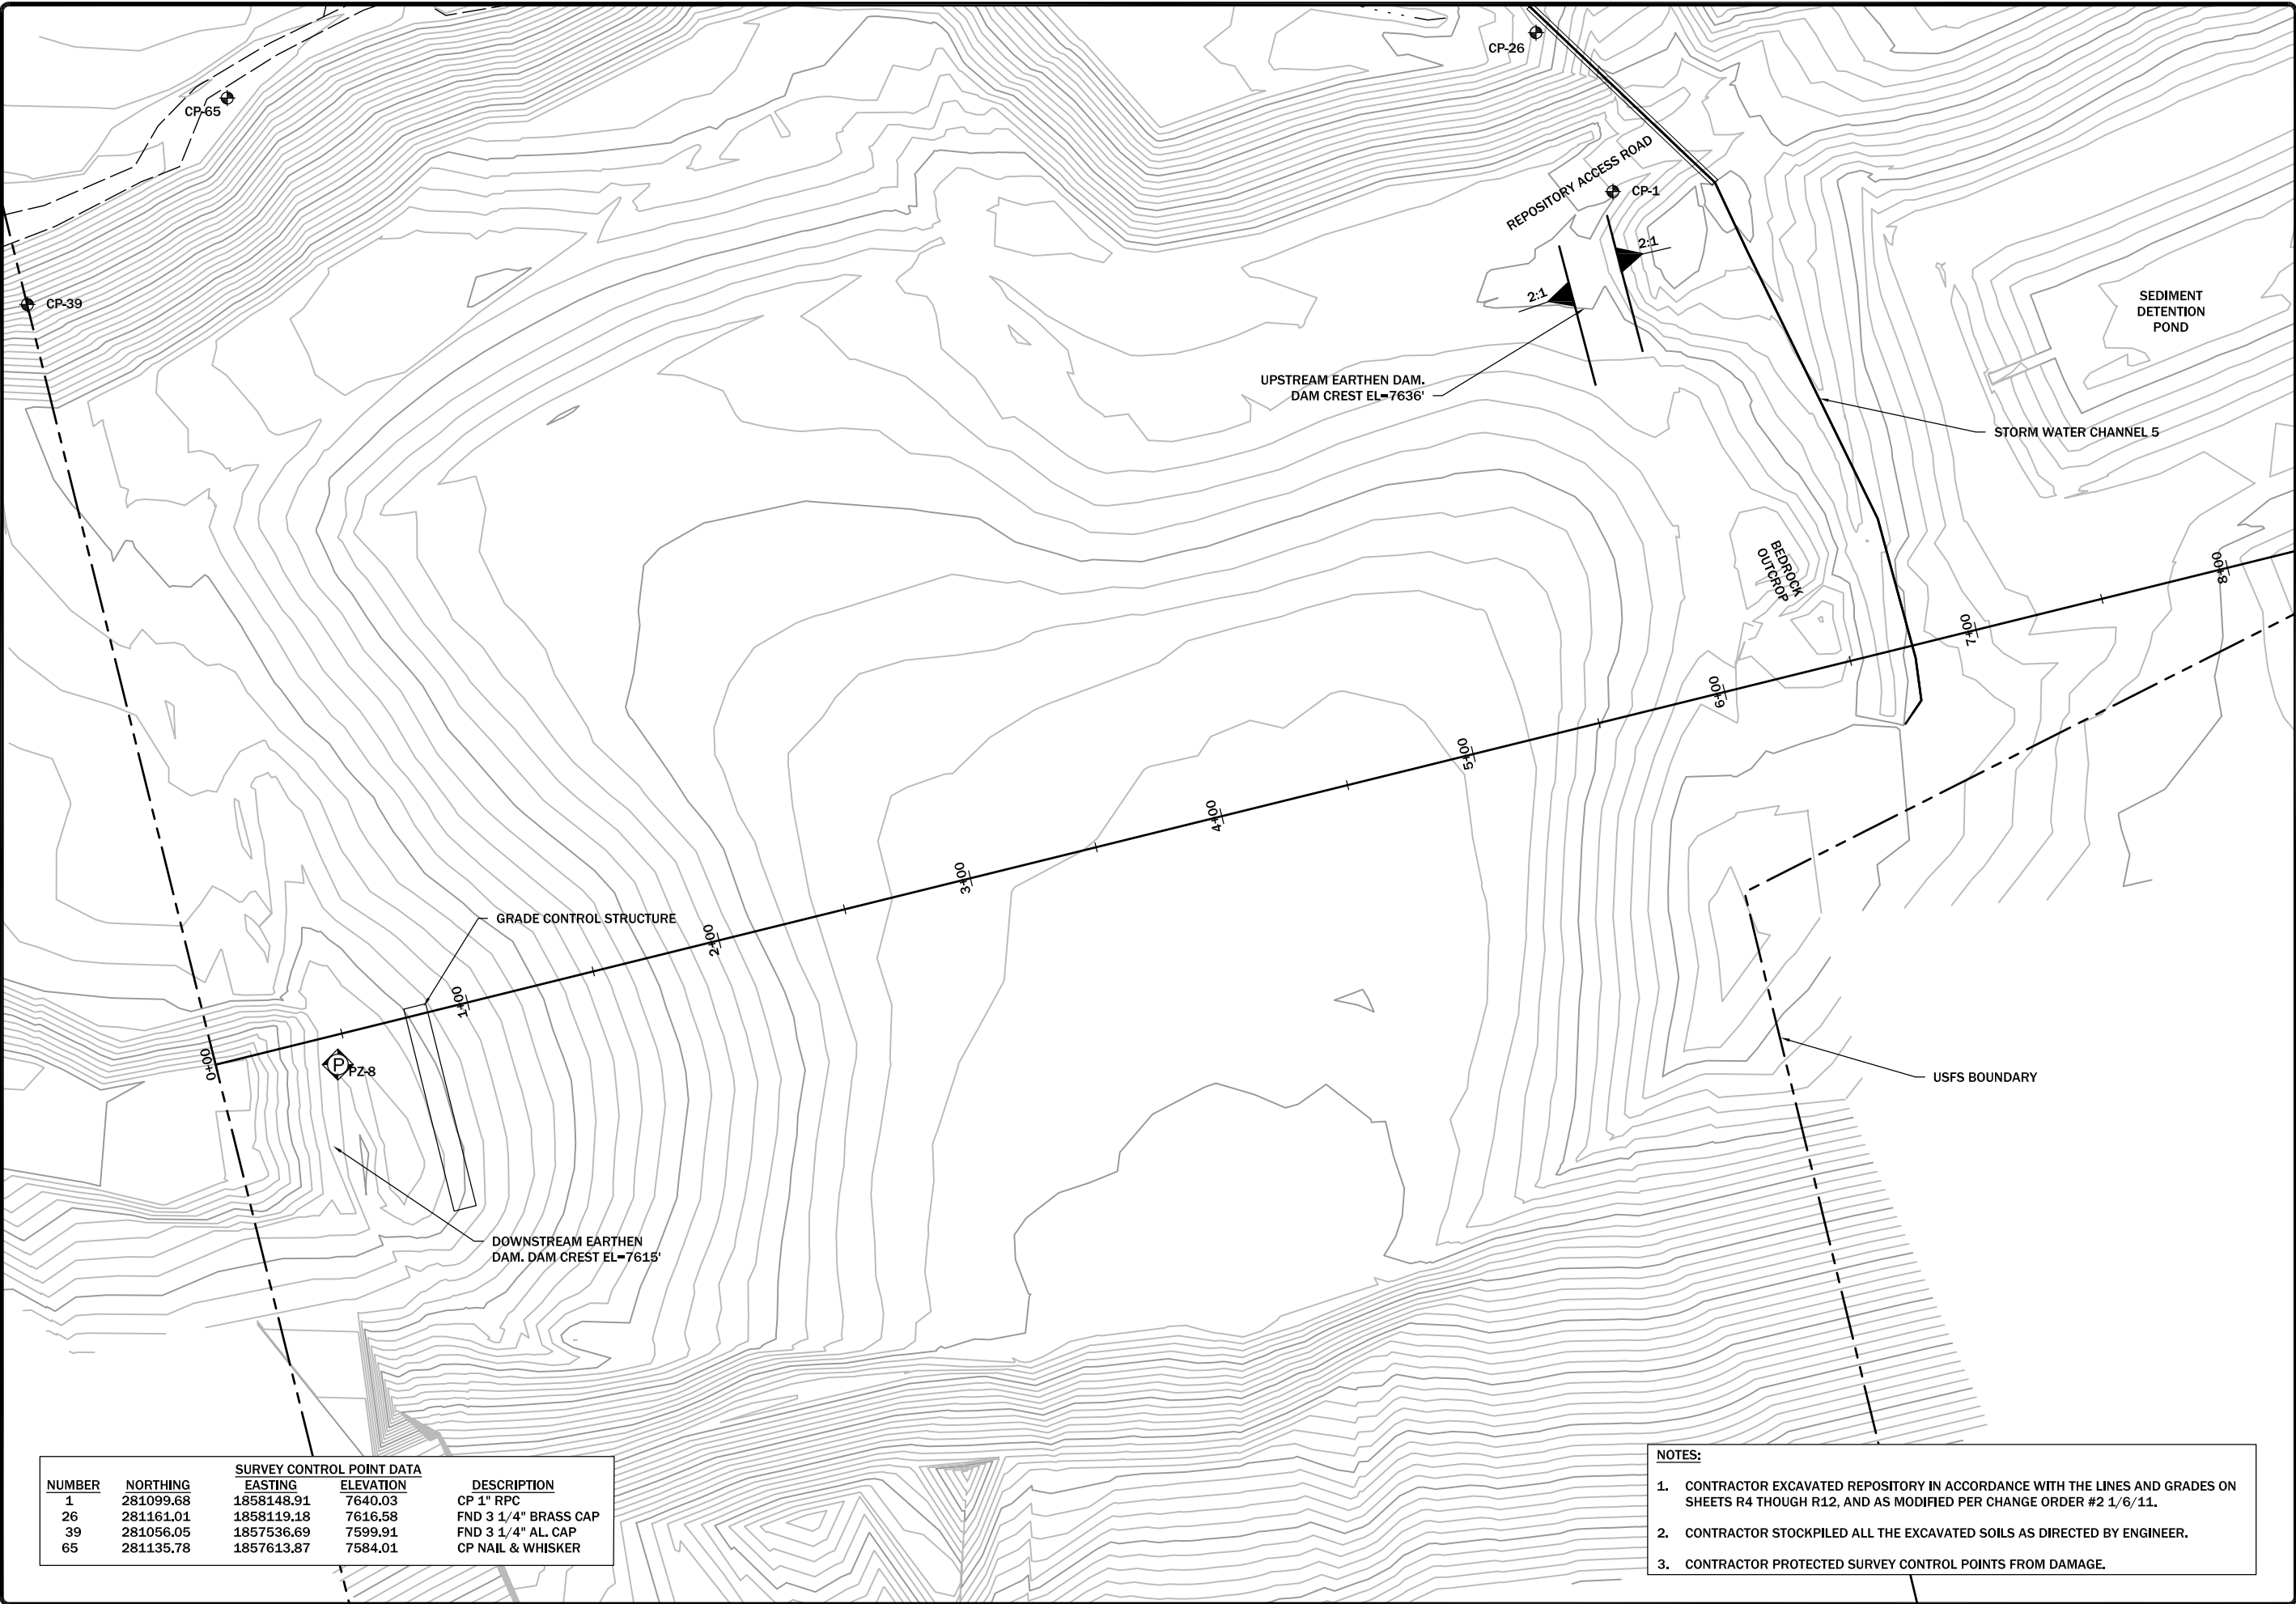 CP-26
CP-65
REPOSITORY ACCESS ROAD
CP-1
2:1
2:1
CP-39
SEDIMENT
DETENTION
POND
UPSTREAM EARTHEN DAM.
DAM CREST EL=7636'
STORM WATER CHANNEL 5
BEDROCK
OUTCROP
8+00
7+00
6+00
5+00
4+00
3+00
2+00
1+00
0+00
GRADE CONTROL STRUCTURE
P
PZ-8
USFS BOUNDARY
DOWNSTREAM EARTHEN
DAM. DAM CREST EL=7615'
SURVEY CONTROL POINT DATA
NUMBER NORTHING EASTING ELEVATION DESCRIPTION
1 281099.68 1858148.91 7640.03 CP 1" RPC
26 281161.01 1858119.18 7616.58 FND 3 1/4" BRASS CAP
39 281056.05 1857536.69 7599.91 FND 3 1/4" AL. CAP
65 281135.78 1857613.87 7584.01 CP NAIL & WHISKER
NOTES:
1. CONTRACTOR EXCAVATED REPOSITORY IN ACCORDANCE WITH THE LINES AND GRADES ON
SHEETS R4 THOUGH R12, AND AS MODIFIED PER CHANGE ORDER #2 1/6/11.
2. CONTRACTOR STOCKPILED ALL THE EXCAVATED SOILS AS DIRECTED BY ENGINEER.
3. CONTRACTOR PROTECTED SURVEY CONTROL POINTS FROM DAMAGE.